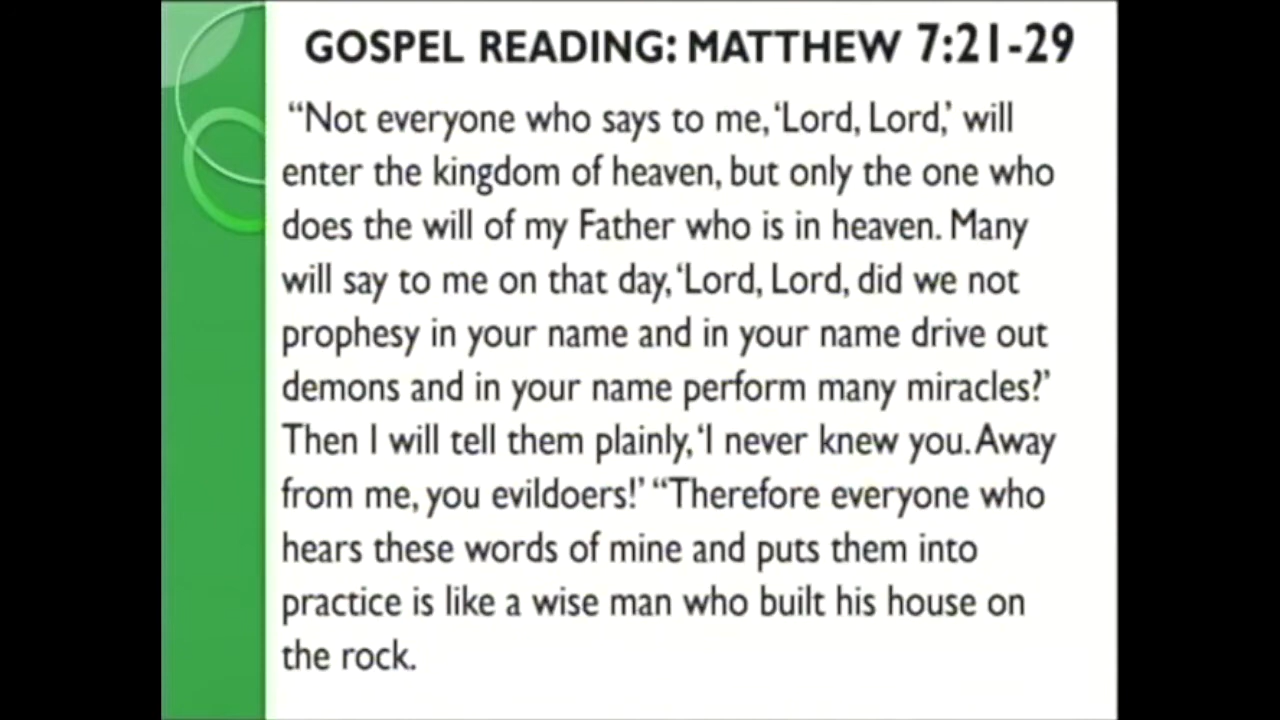 GOSPEL READING: MATTHEW 7:21-29
“Not everyone who says to me, ‘Lord, Lord,’ will
enter the kingdom of heaven, but only the one who
does the will of my Father who is in heaven. Many
will say to me on that day, ‘Lord, Lord, did we not
prophesy in your name and in your name drive out
demons and in your name perform many miracles?’
Then I will tell them plainly, ‘I never knew you. Away
from me, you evildoers!’ “Therefore everyone who
hears these words of mine and puts them into
practice is like a wise man who built his house on
the rock.